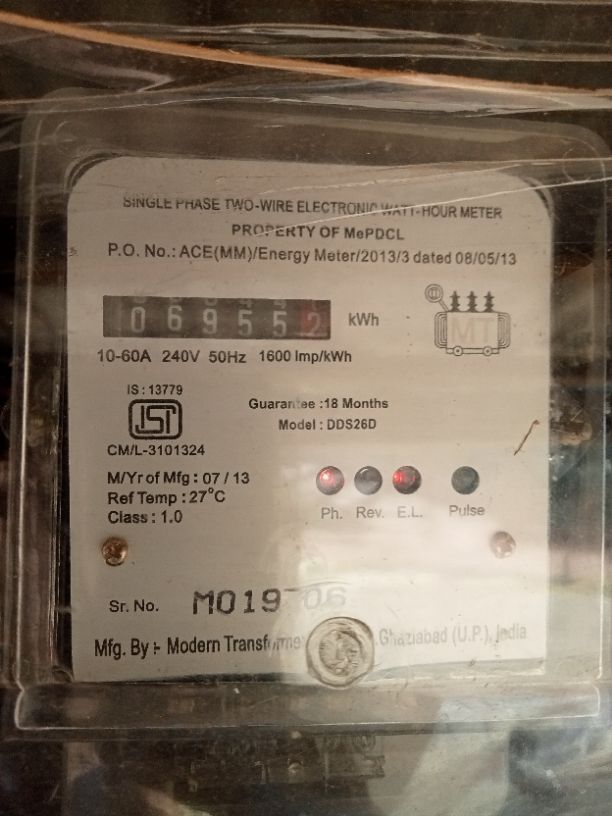 SINGLE PHASE TWO-WIRE ELECTRONIC WATT-HOUR METER
PROPERTY OF MePDCL
P.O. No.: ACE(MM)/Energy Meter/2013/3 dated 08/05/13
069552 kWh
MT
10-60A 240V 50Hz 1600 Imp/kWh
IS : 13779
ISI
CM/L-3101324
Guarantee :18 Months
Model : DDS26D
M/Yr of Mfg : 07 / 13
Ref Temp : 27°C
Class : 1.0
Ph. Rev. E.L. Pulse
Sr. No.
Mfg. By :- Modern Ghaziabad (U.P.), India